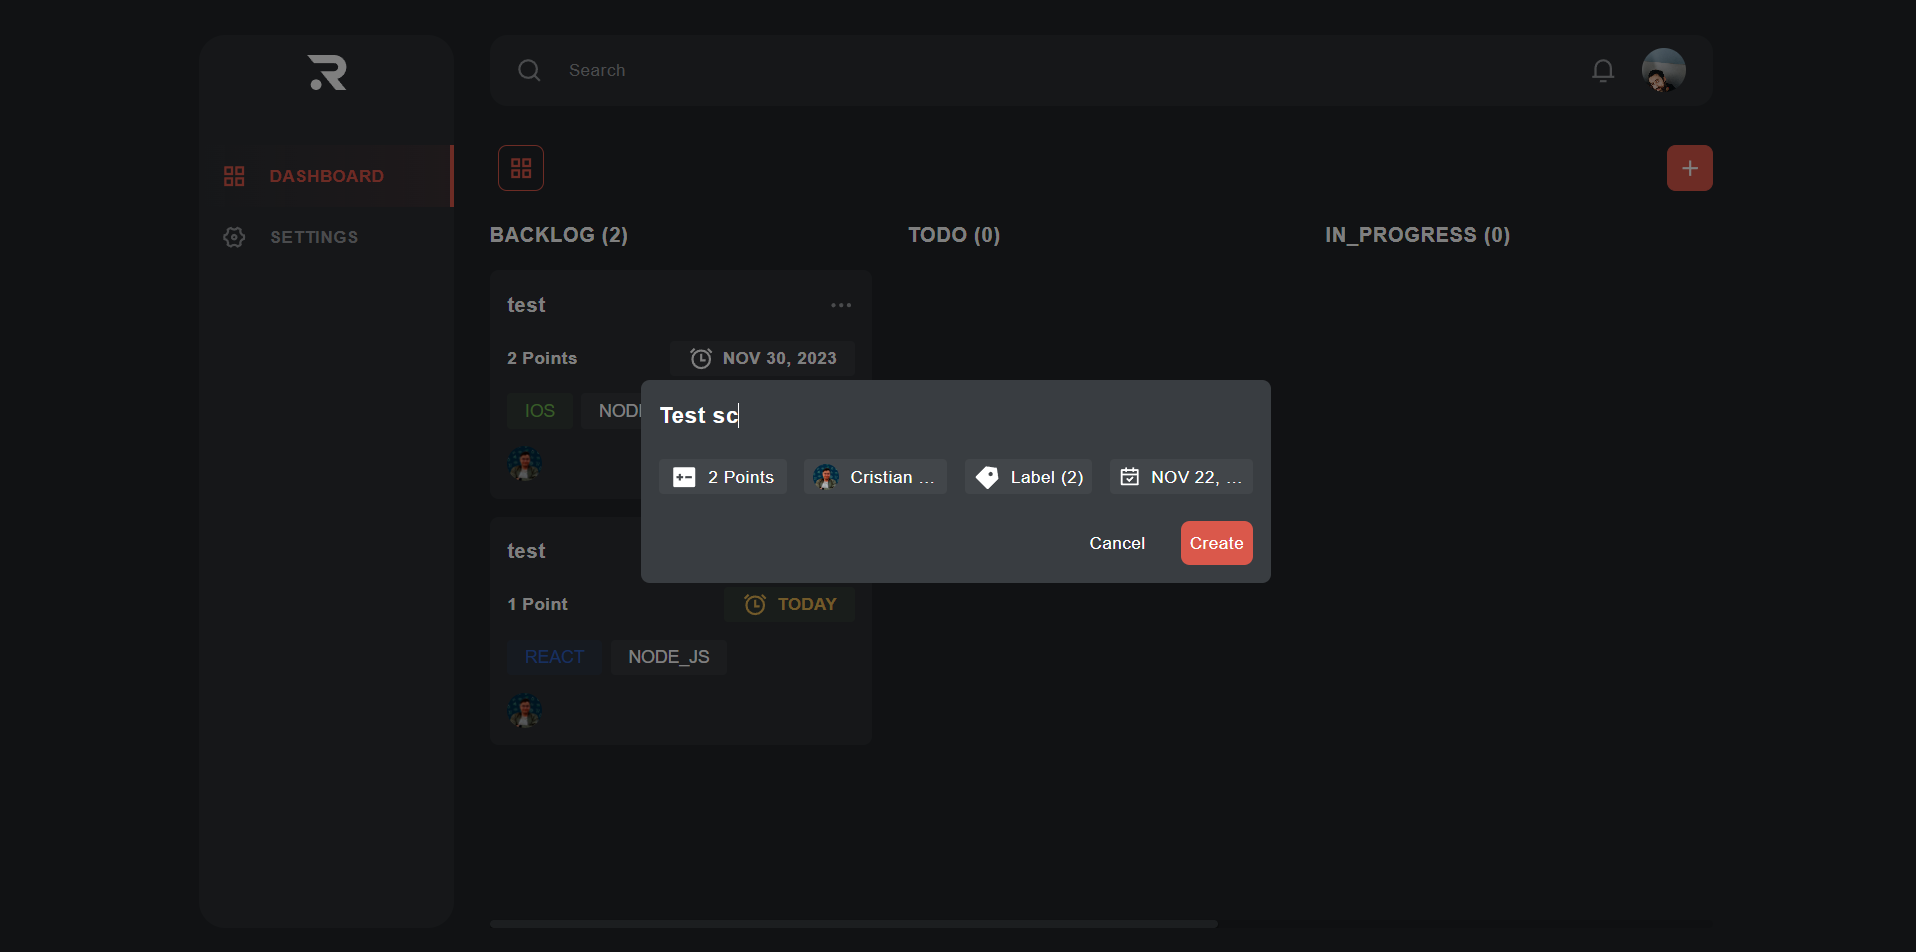 Search
DASHBOARD
SETTINGS
BACKLOG (2)
TODO (0)
IN_PROGRESS (0)
test
2 Points
NOV 30, 2023
IOS
NOD
test
1 Point
TODAY
REACT
NODE_JS
Test sc
2 Points
Cristian ...
Label (2)
NOV 22, ...
Cancel
Create